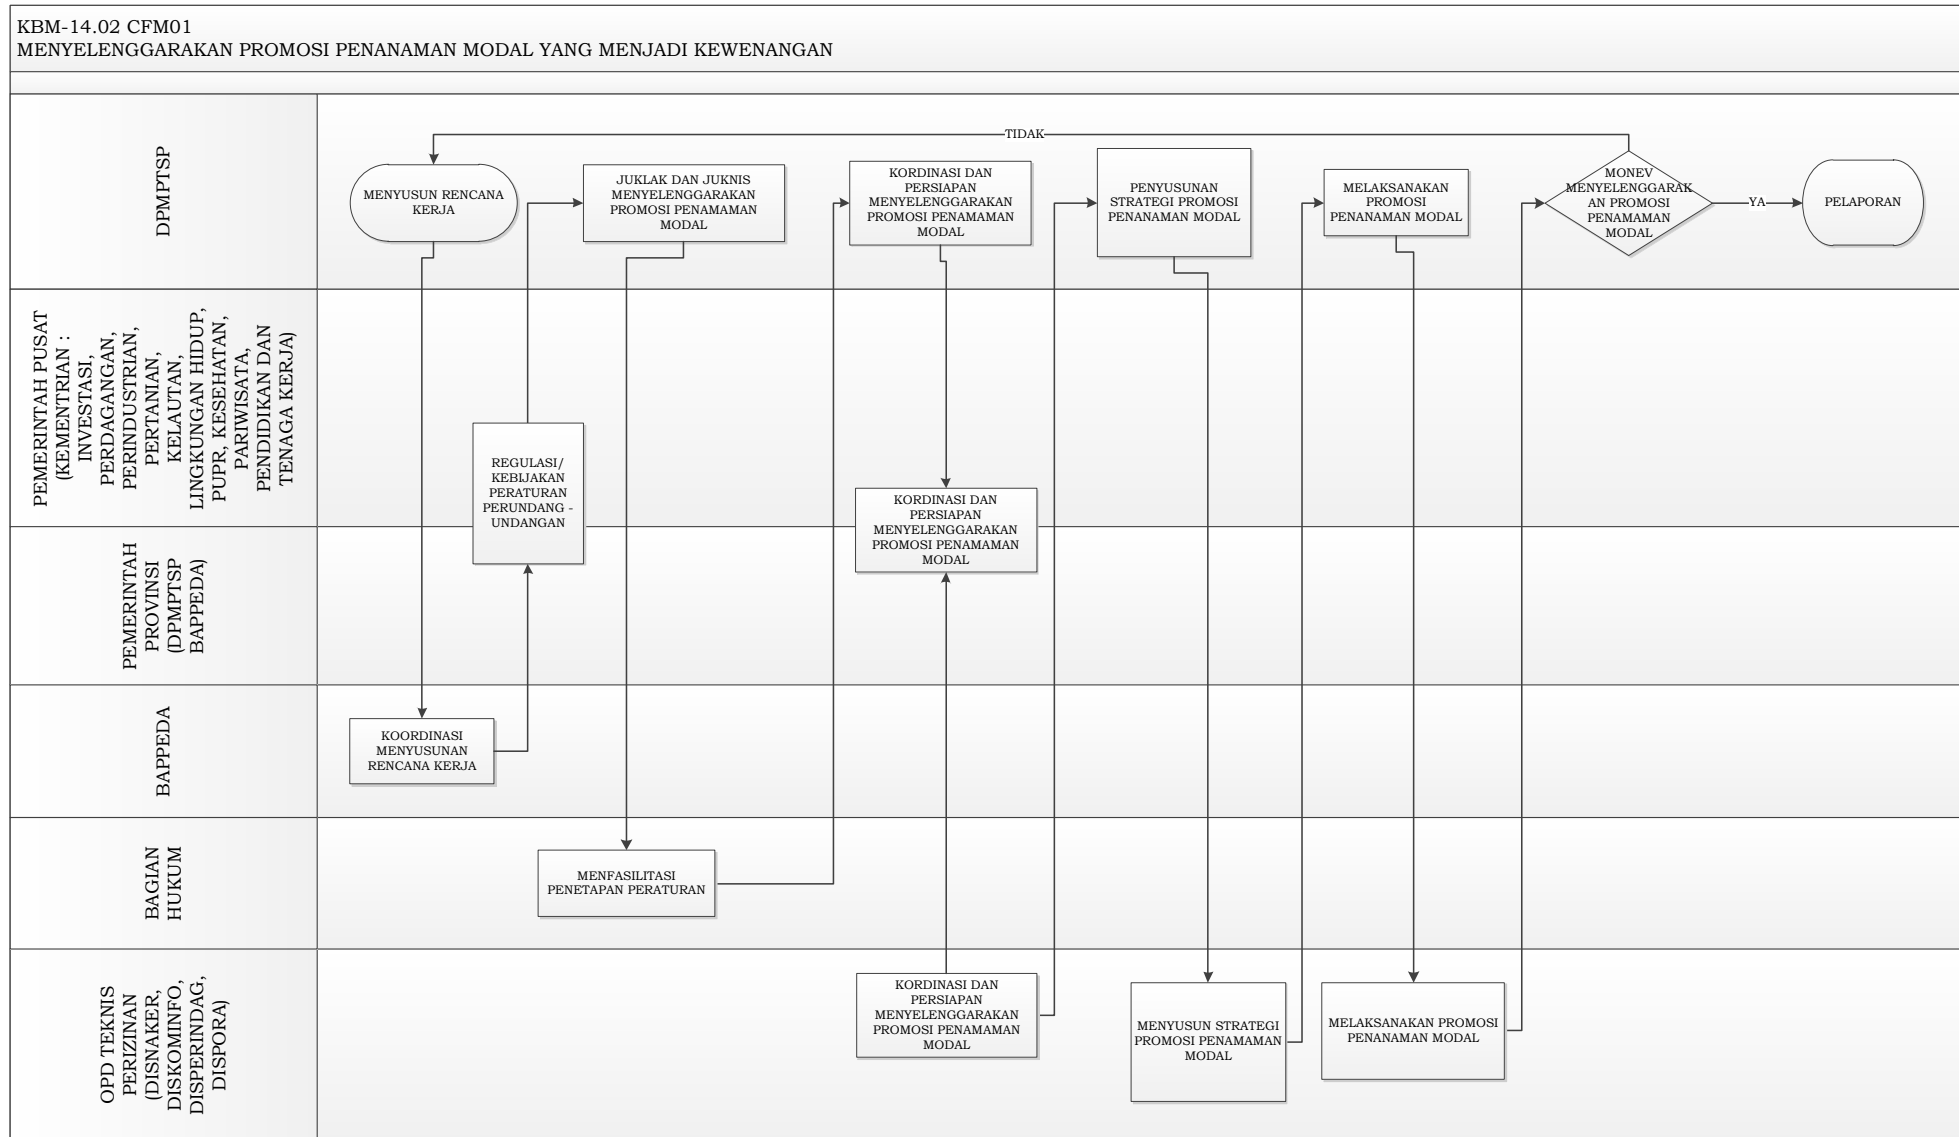 KBM-14.02 CFM01
MENYELENGGARAKAN PROMOSI PENANAMAN MODAL YANG MENJADI KEWENANGAN
DPMPTSP
TIDAK
MENYUSUN RENCANA
KERJA
JUKLAK DAN JUKNIS
MENYELENGGARAKAN
PROMOSI PENAMAMAN
MODAL
KORDINASI DAN
PERSIAPAN
MENYELENGGARAKAN
PROMOSI PENAMAMAN
MODAL
PENYUSUNAN
STRATEGI PROMOSI
PENANAMAN MODAL
MELAKSANAKAN
PROMOSI
PENANAMAN MODAL
MONEV
MENYELENGGARAK
AN PROMOSI
PENAMAMAN
MODAL
YA
PELAPORAN
PEMERINTAH PUSAT
(KEMENTRIAN :
INVESTASI,
PERDAGANGAN,
PERINDUSTRIAN,
PERTANIAN,
KELAUTAN,
LINGKUNGAN HIDUP,
PUPR, KESEHATAN,
PARIWISATA,
PENDIDIKAN DAN
TENAGA KERJA)
REGULASI/
KEBIJAKAN
PERATURAN
PERUNDANG -
UNDANGAN
KORDINASI DAN
PERSIAPAN
MENYELENGGARAKAN
PROMOSI PENAMAMAN
MODAL
PEMERINTAH
PROVINSI
(DPMPTSP
BAPPEDA)
BAPPEDA
KOORDINASI
MENYUSUNAN
RENCANA KERJA
BAGIAN
HUKUM
MENFASILITASI
PENETAPAN PERATURAN
OPD TEKNIS
PERIZINAN
(DISNAKER,
DISKOMINFO,
DISPERINDAG,
DISPORA)
KORDINASI DAN
PERSIAPAN
MENYELENGGARAKAN
PROMOSI PENAMAMAN
MODAL
MENYUSUN STRATEGI
PROMOSI PENAMAMAN
MODAL
MELAKSANAKAN PROMOSI
PENANAMAN MODAL